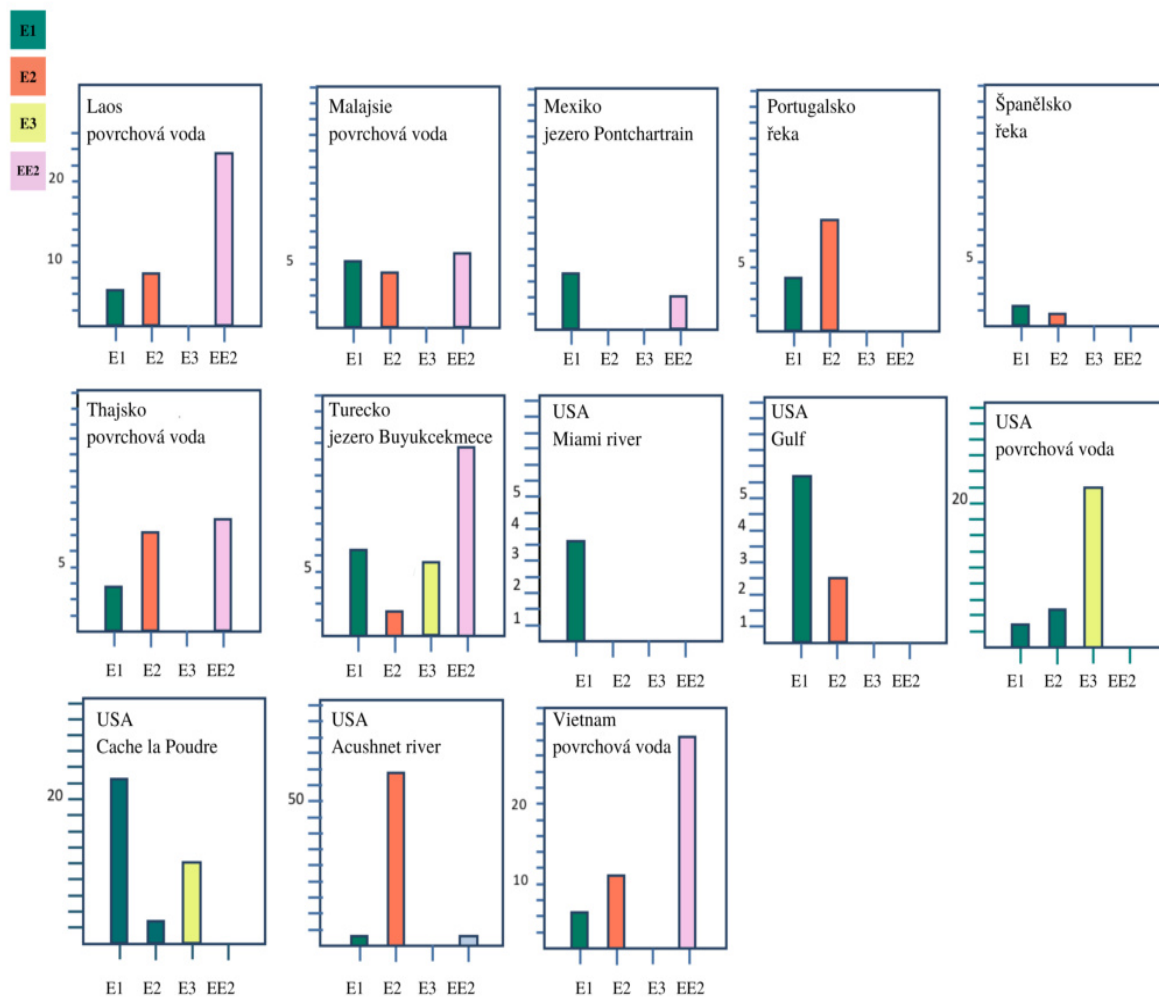 E1
E2
E3
EE2
Laos
povrchová voda
20
10
E1 E2 E3 EE2
Malajsie
povrchová voda
5
E1 E2 E3 EE2
Mexiko
jezero Pontchartrain
E1 E2 E3 EE2
Portugalsko
řeka
5
E1 E2 E3 EE2
Španělsko
řeka
5
E1 E2 E3 EE2
Thajsko
povrchová voda
5
E1 E2 E3 EE2
Turecko
jezero Buyukcekmece
5
E1 E2 E3 EE2
USA
Miami river
5
4
3
2
1
E1 E2 E3 EE2
USA
Gulf
5
4
3
2
1
E1 E2 E3 EE2
USA
povrchová voda
20
E1 E2 E3 EE2
USA
Cache la Poudre
20
E1 E2 E3 EE2
USA
Acushnet river
50
E1 E2 E3 EE2
Vietnam
povrchová voda
20
10
E1 E2 E3 EE2